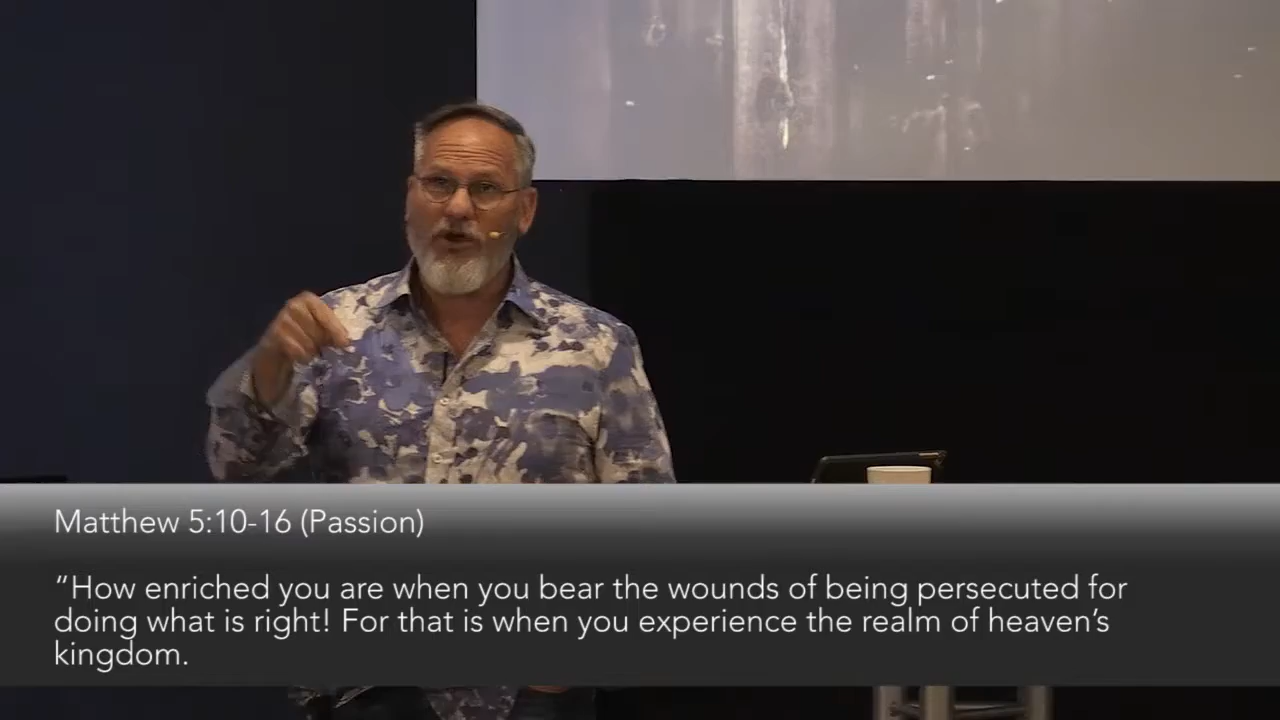 Matthew 5:10-16 (Passion)
“How enriched you are when you bear the wounds of being persecuted for
doing what is right! For that is when you experience the realm of heaven’s
kingdom.